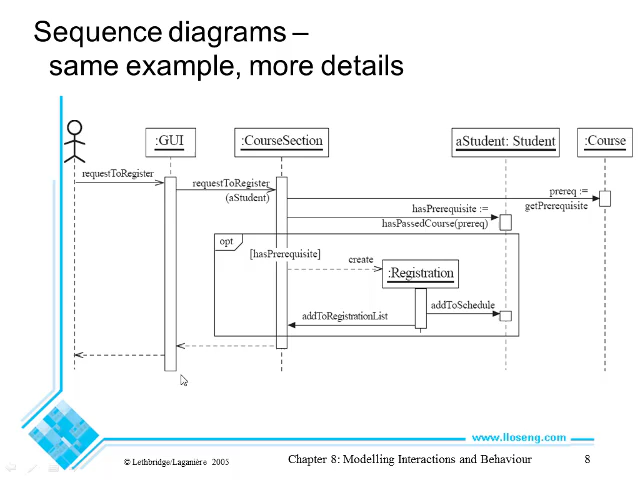 Sequence diagrams –
same example, more details
:GUI
:CourseSection
aStudent: Student
:Course
requestToRegister
requestToRegister
(aStudent)
prereq :=
getPrerequisite
hasPrerequisite :=
hasPassedCourse(prereq)
opt
[hasPrerequisite]
create
:Registration
addToSchedule
addToRegistrationList
www.lloseng.com
© Lethbridge/Laganière 2005
Chapter 8: Modelling Interactions and Behaviour
8